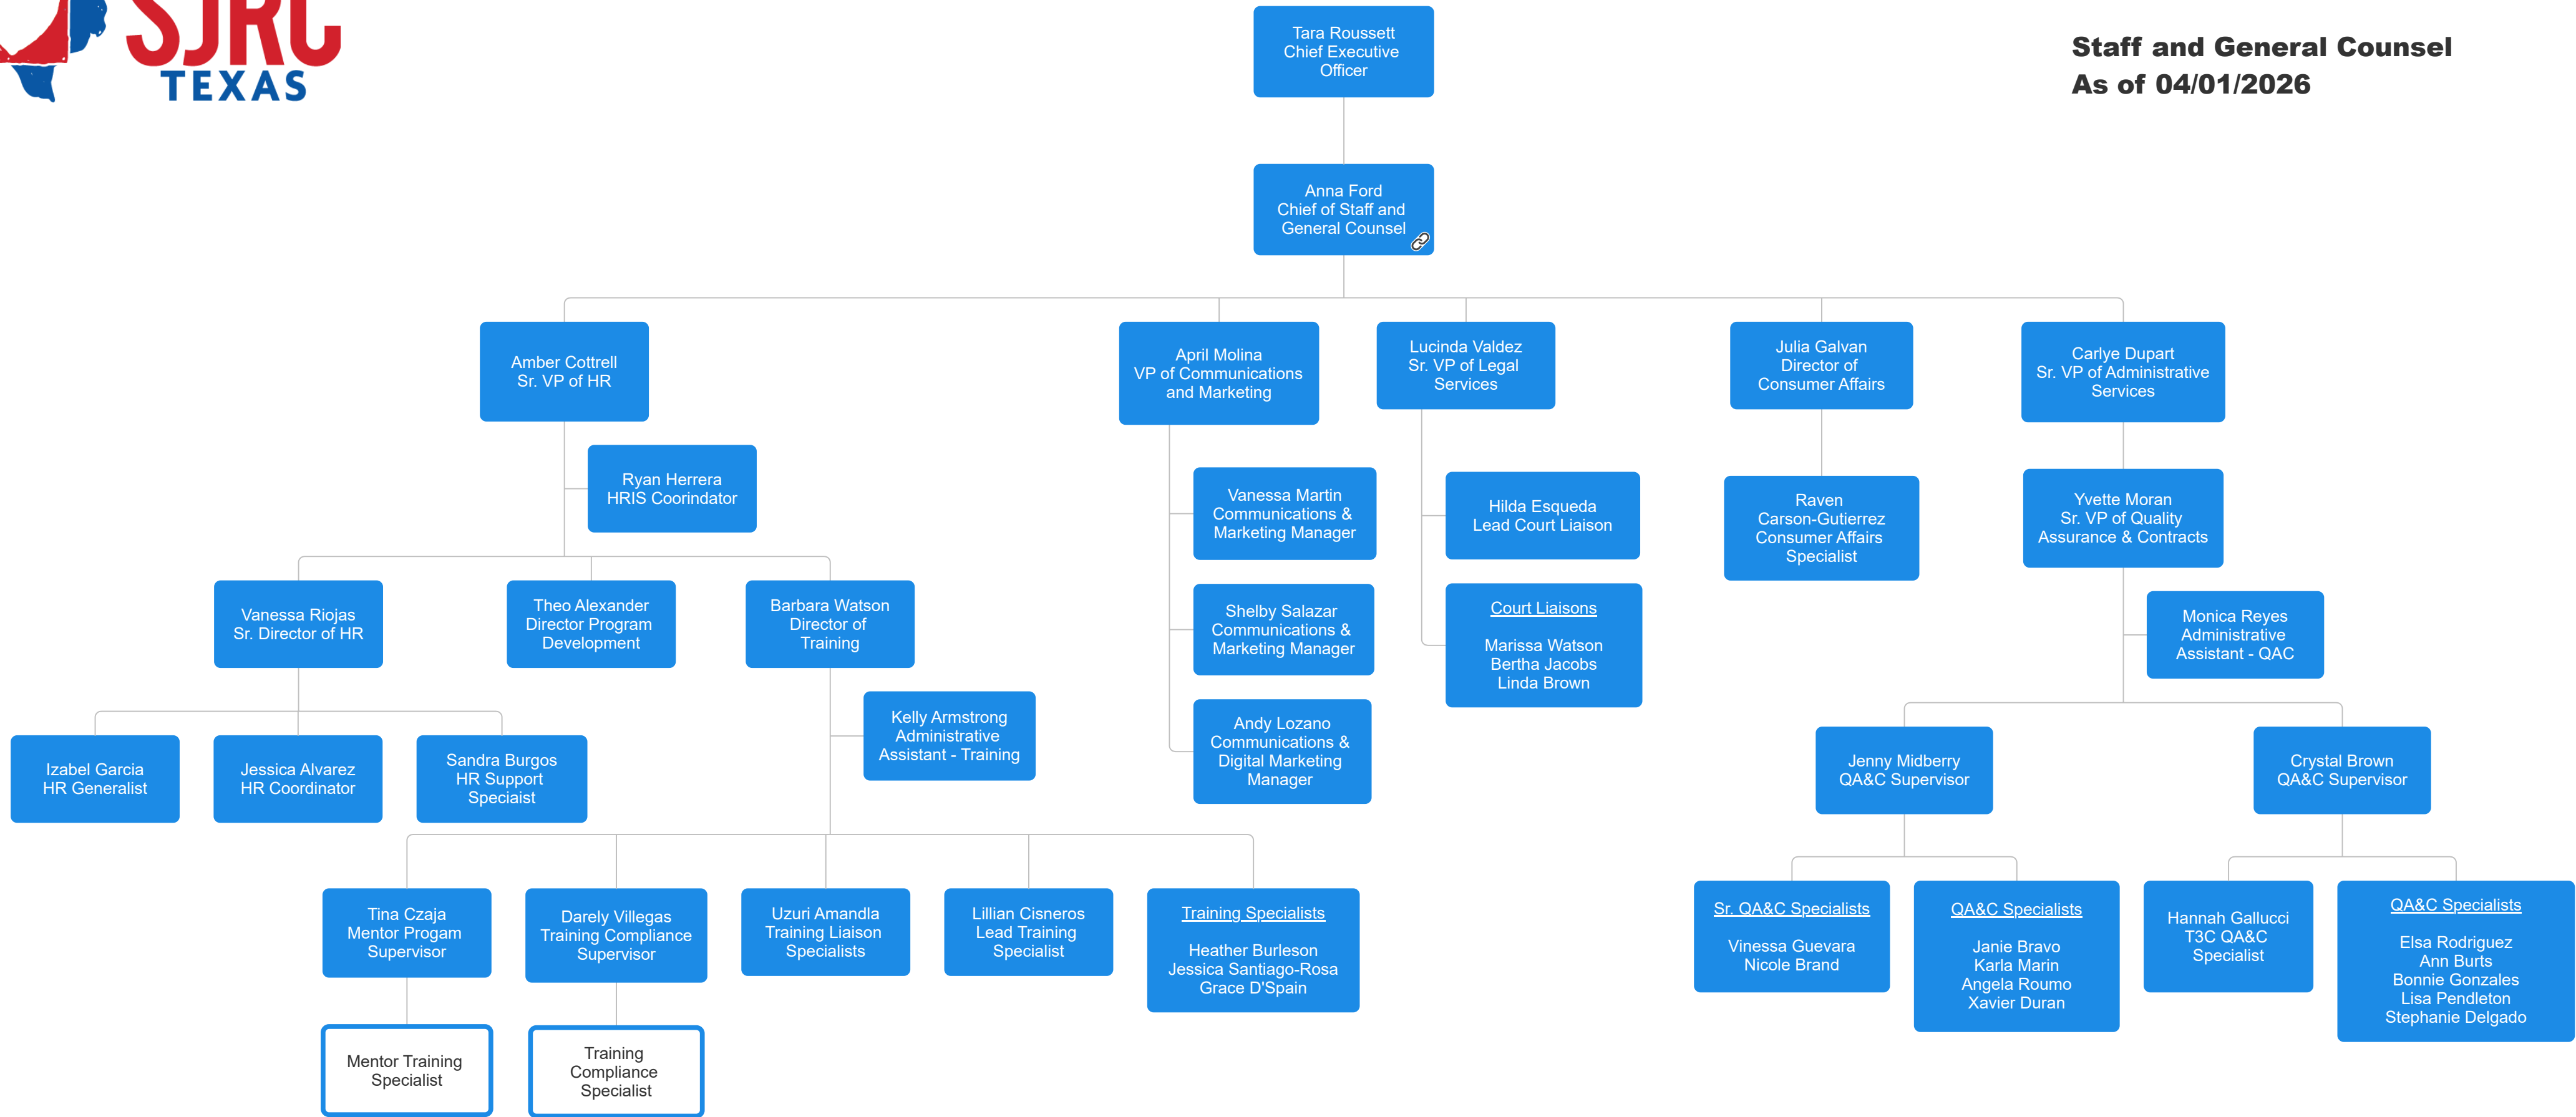 SJRC
TEXAS
Staff and General Counsel
As of 04/01/2026
Tara Roussett
Chief Executive
Officer
Anna Ford
Chief of Staff and
General Counsel
Amber Cottrell
Sr. VP of HR
April Molina
VP of Communications
and Marketing
Lucinda Valdez
Sr. VP of Legal
Services
Julia Galvan
Director of
Consumer Affairs
Carlye Dupart
Sr. VP of Administrative
Services
Ryan Herrera
HRIS Coorindator
Vanessa Martin
Communications &
Marketing Manager
Hilda Esqueda
Lead Court Liaison
Raven
Carson-Gutierrez
Consumer Affairs
Specialist
Yvette Moran
Sr. VP of Quality
Assurance & Contracts
Vanessa Riojas
Sr. Director of HR
Theo Alexander
Director Program
Development
Barbara Watson
Director of
Training
Shelby Salazar
Communications &
Marketing Manager
Court Liaisons
Marissa Watson
Bertha Jacobs
Linda Brown
Monica Reyes
Administrative
Assistant - QAC
Kelly Armstrong
Administrative
Assistant - Training
Andy Lozano
Communications &
Digital Marketing
Manager
Izabel Garcia
HR Generalist
Jessica Alvarez
HR Coordinator
Sandra Burgos
HR Support
Speciaist
Jenny Midberry
QA&C Supervisor
Crystal Brown
QA&C Supervisor
Tina Czaja
Mentor Progam
Supervisor
Darely Villegas
Training Compliance
Supervisor
Uzuri Amandla
Training Liaison
Specialists
Lillian Cisneros
Lead Training
Specialist
Training Specialists
Heather Burleson
Jessica Santiago-Rosa
Grace D'Spain
Sr. QA&C Specialists
Vinessa Guevara
Nicole Brand
QA&C Specialists
Janie Bravo
Karla Marin
Angela Roumo
Xavier Duran
Hannah Gallucci
T3C QA&C
Specialist
QA&C Specialists
Elsa Rodriguez
Ann Burts
Bonnie Gonzales
Lisa Pendleton
Stephanie Delgado
Mentor Training
Specialist
Training
Compliance
Specialist